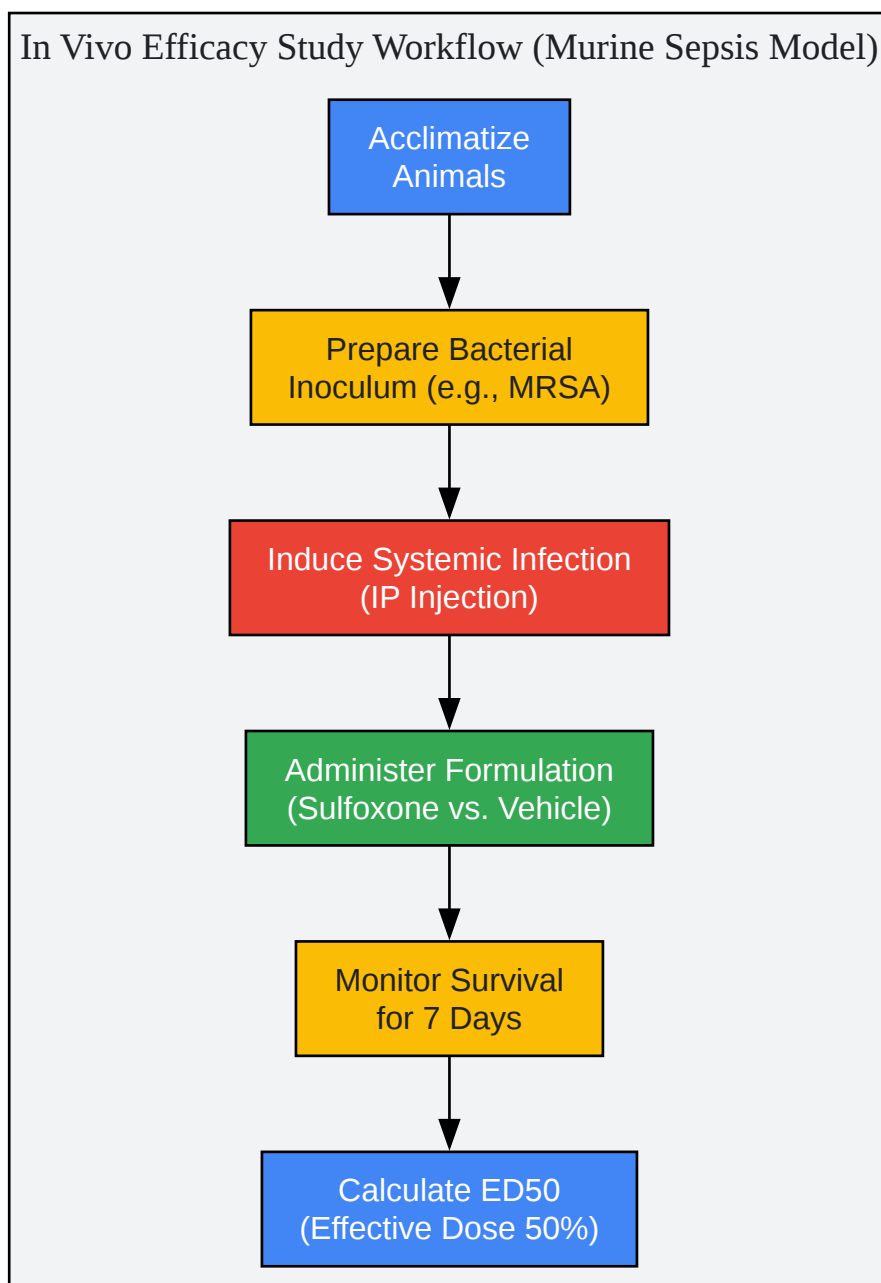 In Vivo Efficacy Study Workflow (Murine Sepsis Model)
Acclimatize
Animals
Prepare Bacterial
Inoculum (e.g., MRSA)
Induce Systemic Infection
(IP Injection)
Administer Formulation
(Sulfoxone vs. Vehicle)
Monitor Survival
for 7 Days
Calculate ED50
(Effective Dose 50%)